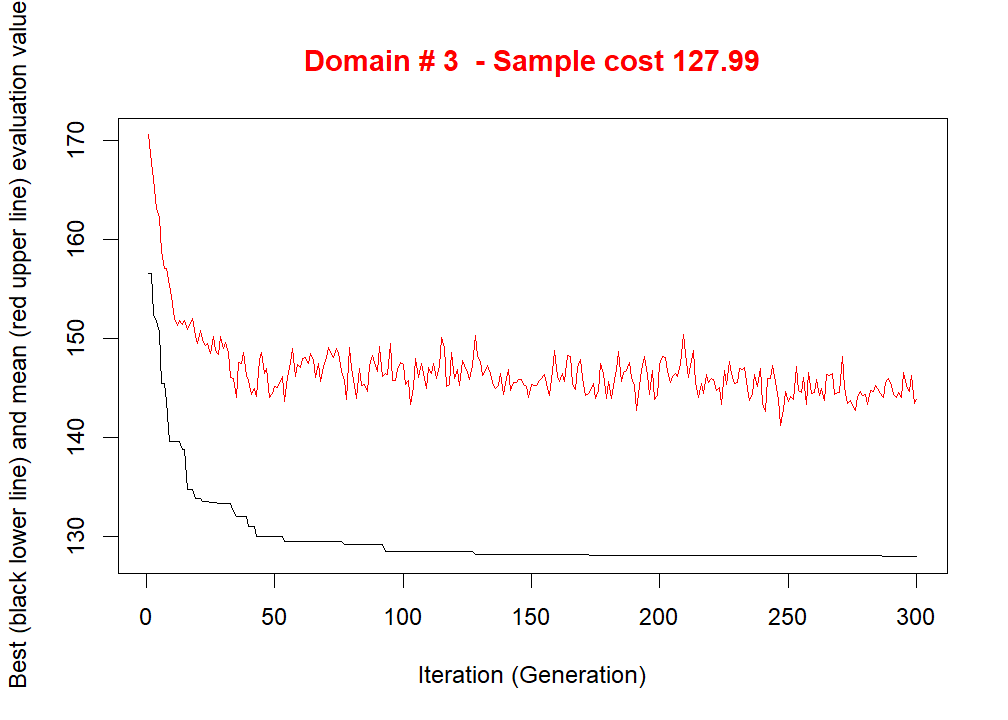 Domain # 3  - Sample cost 127.99
Best (black lower line) and mean (red upper line) evaluation value
170
160
150
140
130
0 50 100 150 200 250 300
Iteration (Generation)